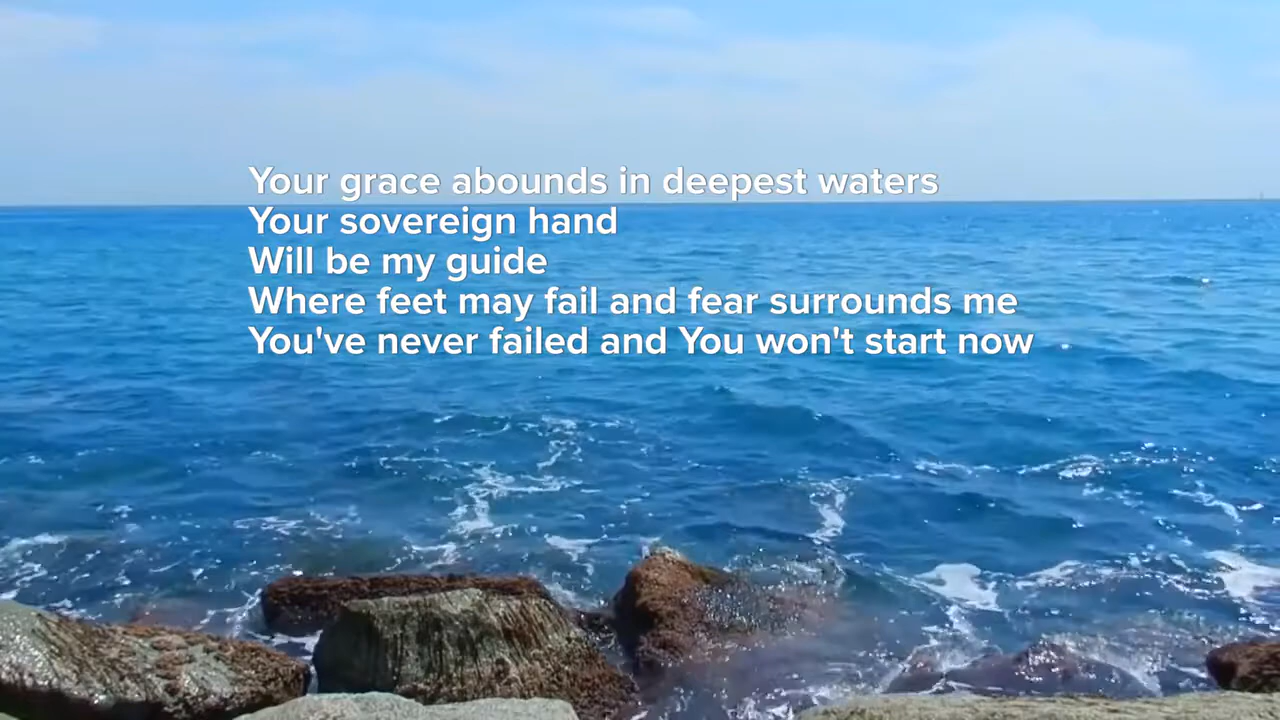 Your grace abounds in deepest waters
Your sovereign hand
Will be my guide
Where feet may fail and fear surrounds me
You've never failed and You won't start now